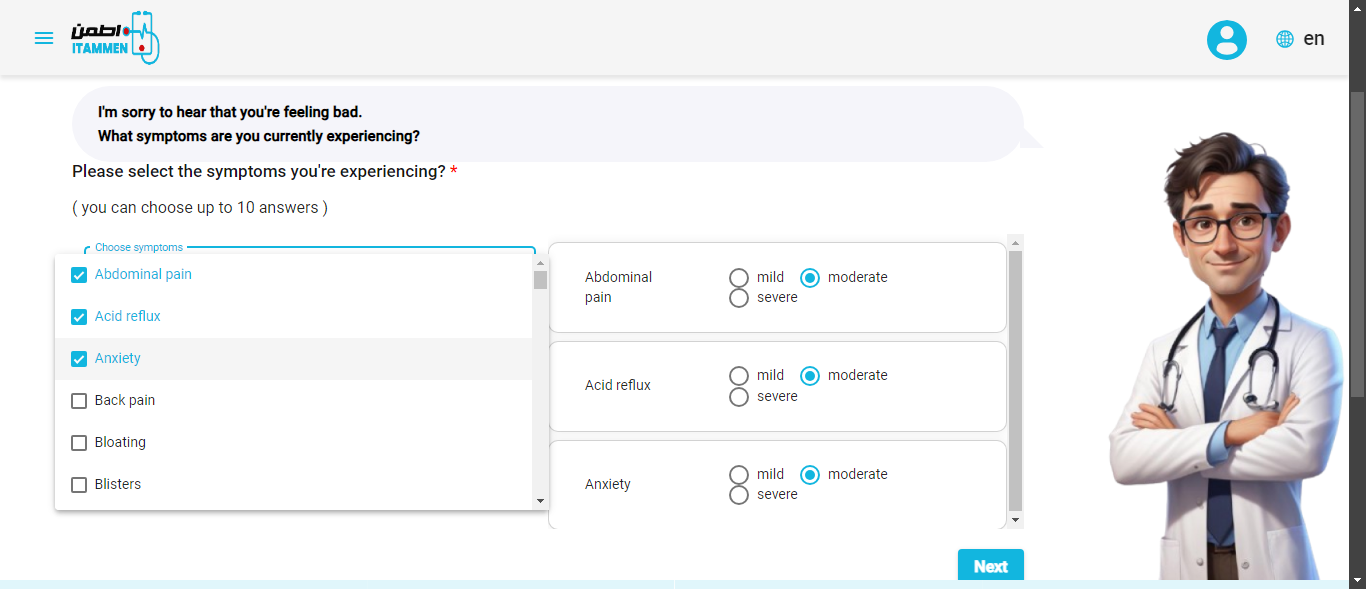 اطمن
ITAMMEN
en
I'm sorry to hear that you're feeling bad.
What symptoms are you currently experiencing?
Please select the symptoms you're experiencing? *
( you can choose up to 10 answers )
Choose symptoms
Abdominal pain
Acid reflux
Anxiety
Back pain
Bloating
Blisters
Abdominal
pain
mild moderate
severe
Acid reflux
mild moderate
severe
Anxiety
mild moderate
severe
Next